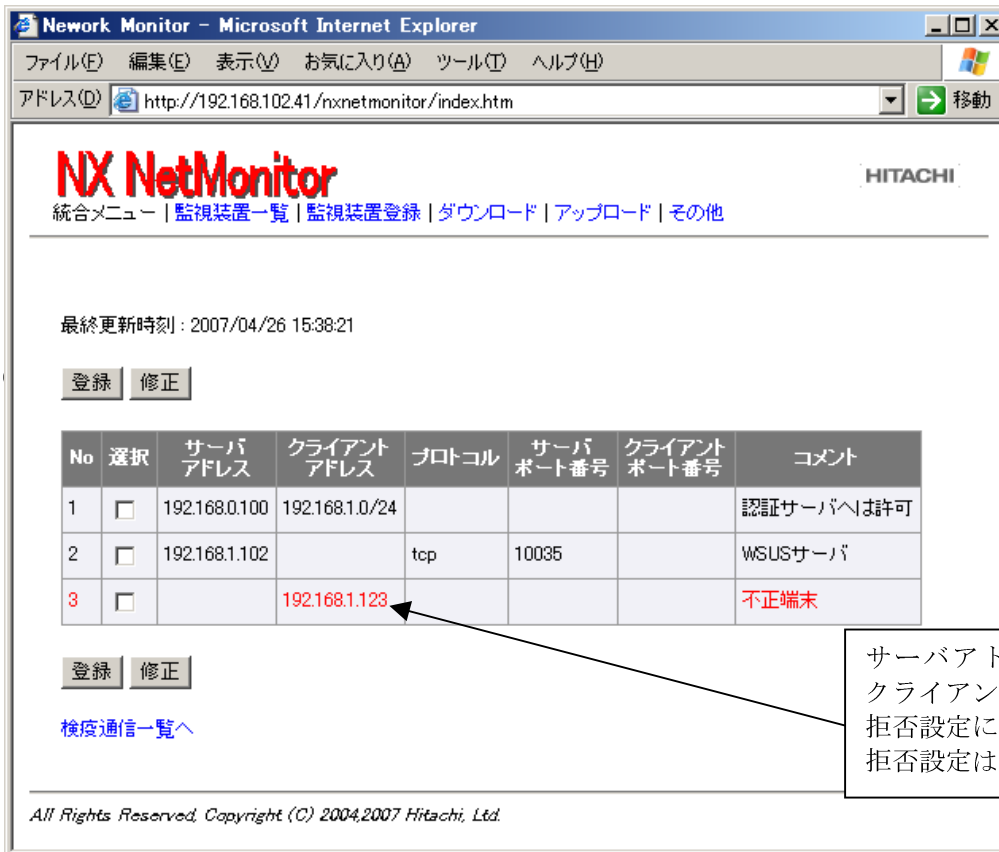 Nework Monitor - Microsoft Internet Explorer
ファイル(F) 編集(E) 表示(V) お気に入り(A) ツール(T) ヘルプ(H)
アドレス(D) http://192.168.102.41/nxnetmonitor/index.htm 移動
NX NetMonitor
HITACHI
統合メニュー | 監視装置一覧 | 監視装置登録 | ダウンロード | アップロード | その他
最終更新時刻 : 2007/04/26 15:38:21
登録 修正
No 選択 サーバアドレス クライアントアドレス プロトコル サーバポート番号 クライアントポート番号 コメント
1 192.168.0.100 192.168.1.0/24 認証サーバへは許可
2 192.168.1.102 tcp 10035 WSUSサーバ
3 192.168.1.123 不正端末
登録 修正
サーバアド
クライアン
拒否設定に
拒否設定は
検疫通信一覧へ
All Rights Reserved, Copyright (C) 2004,2007 Hitachi, Ltd.